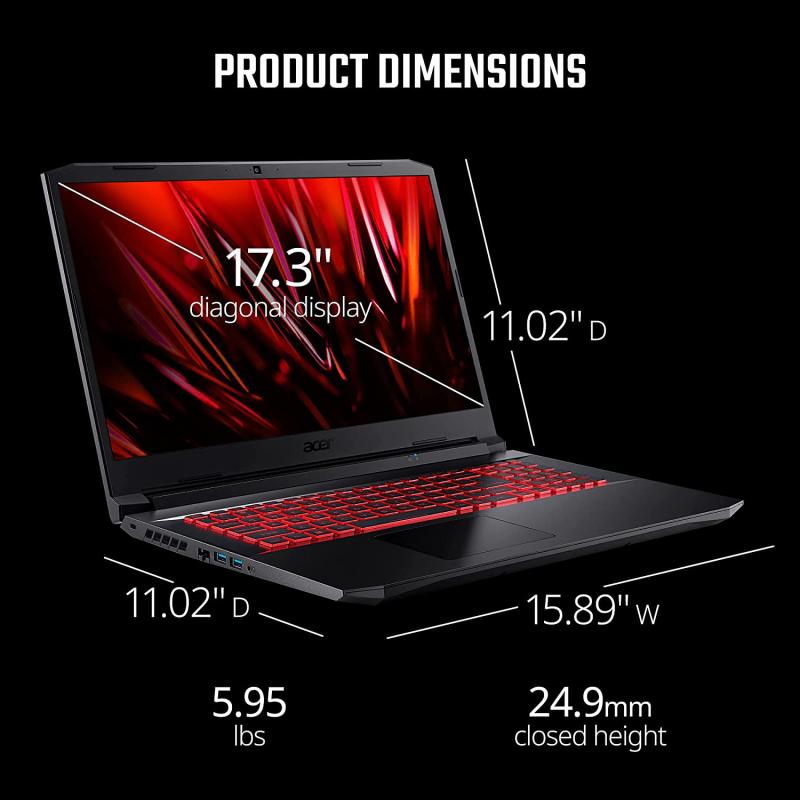 PRODUCT DIMENSIONS
17.3"
diagonal display
11.02" D
acer
11.02" D
15.89" W
5.95
lbs
24.9mm
closed height